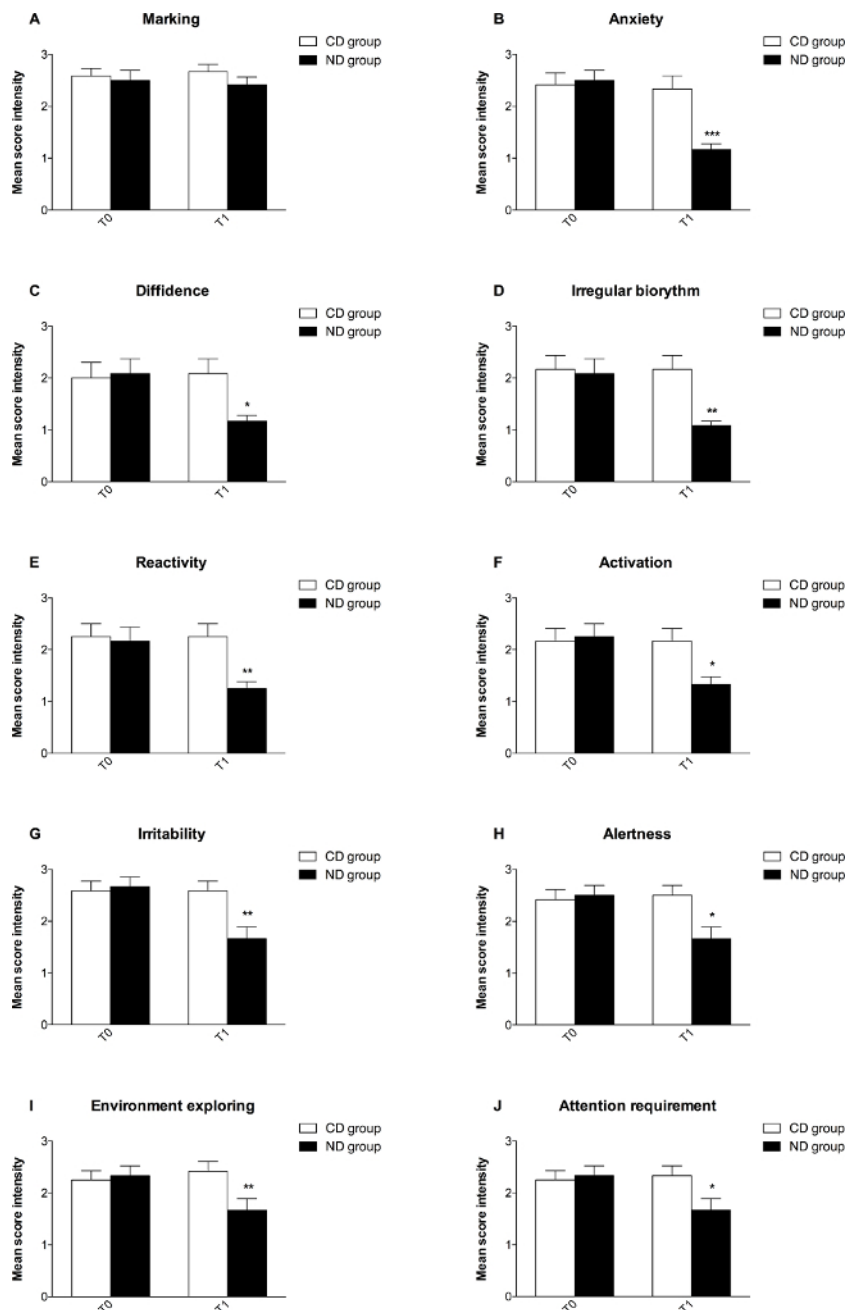 A Marking
CD group
ND group
Mean score intensity
3
2
1
0
T0 T1
B Anxiety
CD group
ND group
Mean score intensity
3
2
1
0
***
T0 T1
C Diffidence
CD group
ND group
Mean score intensity
3
2
1
0
*
T0 T1
D Irregular biorythm
CD group
ND group
Mean score intensity
3
2
1
0
**
T0 T1
E Reactivity
CD group
ND group
Mean score intensity
3
2
1
0
**
T0 T1
F Activation
CD group
ND group
Mean score intensity
3
2
1
0
*
T0 T1
G Irritability
CD group
ND group
Mean score intensity
3
2
1
0
**
T0 T1
H Alertness
CD group
ND group
Mean score intensity
3
2
1
0
*
T0 T1
I Environment exploring
CD group
ND group
Mean score intensity
3
2
1
0
**
T0 T1
J Attention requirement
CD group
ND group
Mean score intensity
3
2
1
0
*
T0 T1